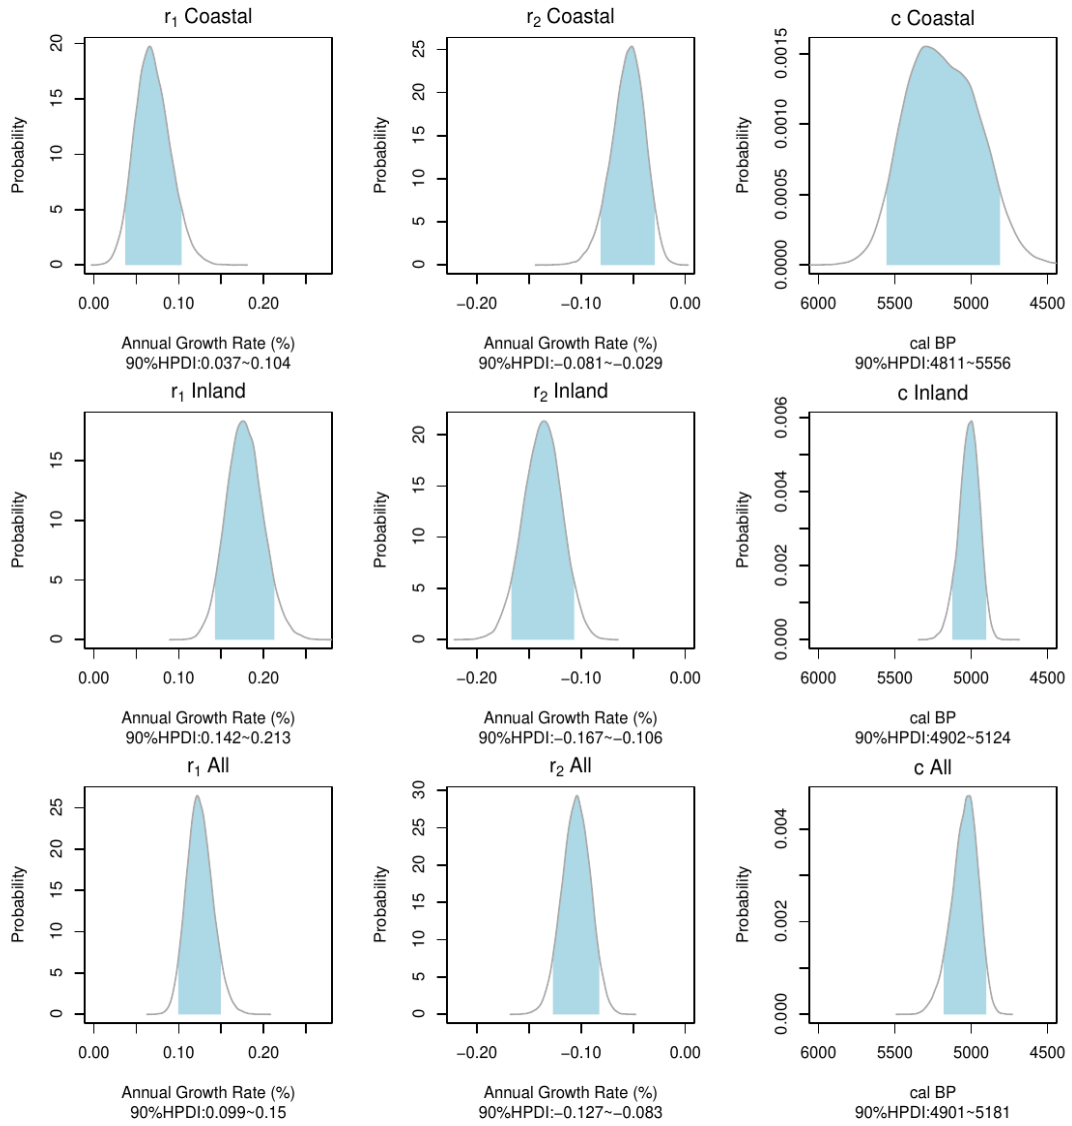 r₁ Coastal
r₂ Coastal
c Coastal
Probability
0 5 10 15 20
0.00 0.10 0.20
Annual Growth Rate (%)
90%HPDI:0.037~0.104
Probability
0 5 10 15 20 25
−0.20 −0.10 0.00
Annual Growth Rate (%)
90%HPDI:−0.081~−0.029
Probability
0.0000 0.0005 0.0010 0.0015
6000 5500 5000 4500
cal BP
90%HPDI:4811~5556
r₁ Inland
r₂ Inland
c Inland
Probability
0 5 10 15
0.00 0.10 0.20
Annual Growth Rate (%)
90%HPDI:0.142~0.213
Probability
0 5 10 15 20
−0.20 −0.10 0.00
Annual Growth Rate (%)
90%HPDI:−0.167~−0.106
Probability
0.000 0.002 0.004 0.006
6000 5500 5000 4500
cal BP
90%HPDI:4902~5124
r₁ All
r₂ All
c All
Probability
0 5 10 15 20 25
0.00 0.10 0.20
Annual Growth Rate (%)
90%HPDI:0.099~0.15
Probability
0 5 10 15 20 25 30
−0.20 −0.10 0.00
Annual Growth Rate (%)
90%HPDI:−0.127~−0.083
Probability
0.000 0.002 0.004
6000 5500 5000 4500
cal BP
90%HPDI:4901~5181